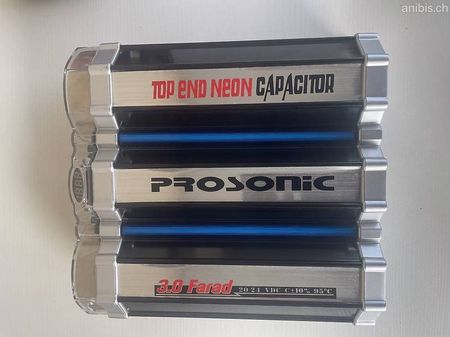 anibis.ch
TOP END NEON CAPACITOR
PROSONIC
3.0 Farad 20-24 VDC C±10% 95°C